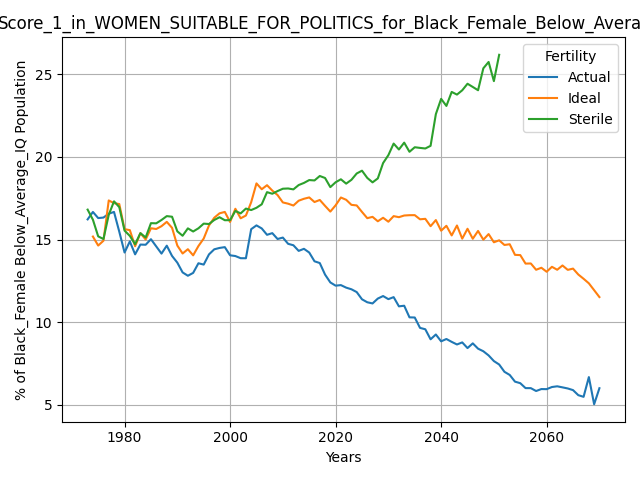 Score_1_in_WOMEN_SUITABLE_FOR_POLITICS_for_Black_Female_Below_Avera
% of Black_Female Below_Average_IQ Population
25
20
15
10
5
Fertility
Actual
Ideal
Sterile
1980 2000 2020 2040 2060
Years